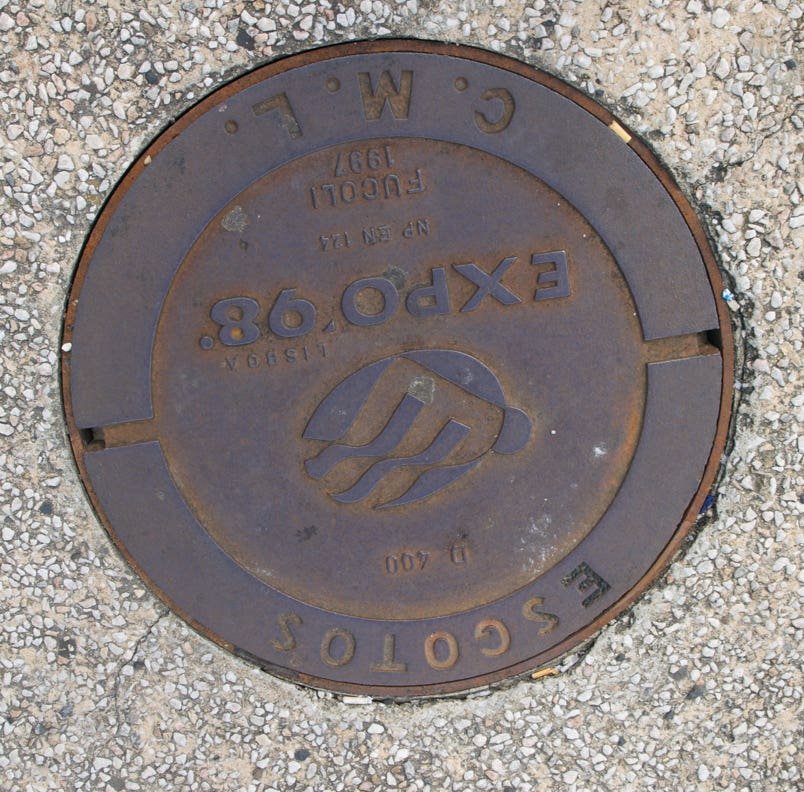 ESGOTOS
D 400
LISBOA
EXPO'98
NP EN 124
FUCOLI
1997
C. M. L.